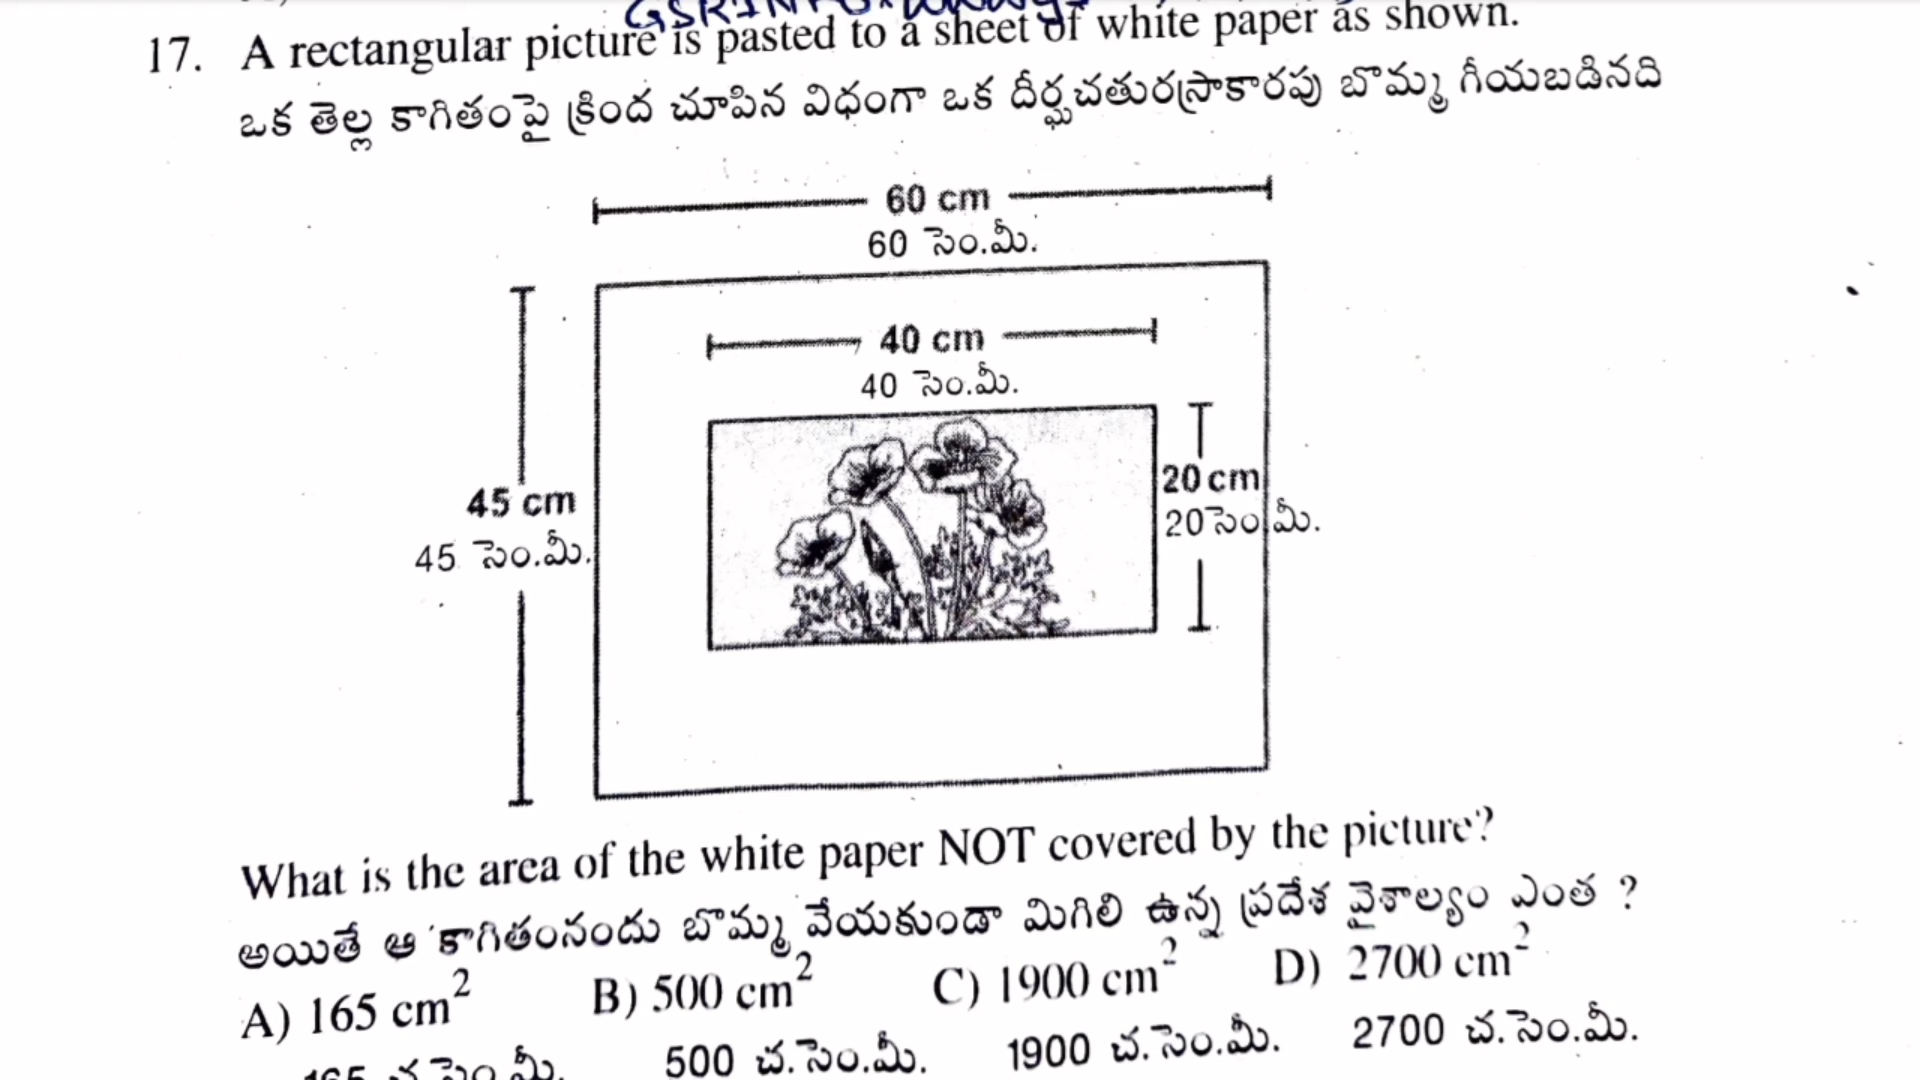 17. A rectangular picture is pasted to a sheet of white paper as shown.
ఒక తెల్ల కాగితంపై క్రింద చూపిన విధంగా ఒక దీర్ఘచతురస్రాకారపు బొమ్మ గీయబడినది
60 cm
60 సెం.మీ.
40 cm
40 సెం.మీ.
45 cm
45 సెం.మీ.
20 cm
20 సెం.మీ.
What is the area of the white paper NOT covered by the picture?
అయితే ఆ కాగితంనందు బొమ్మ వేయకుండా మిగిలి ఉన్న ప్రదేశ వైశాల్యం ఎంత ?
A) 165 cm² B) 500 cm² C) 1900 cm² D) 2700 cm²
165 చ.సెం.మీ. 500 చ.సెం.మీ. 1900 చ.సెం.మీ. 2700 చ.సెం.మీ.